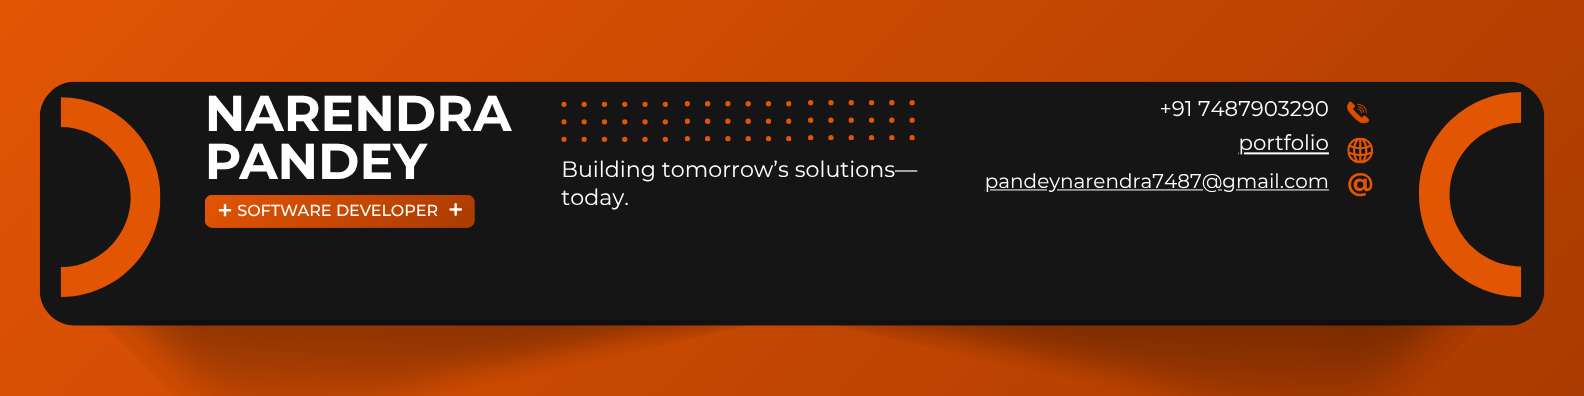 NARENDRA
PANDEY
+ SOFTWARE DEVELOPER +
Building tomorrow’s solutions—
today.
+91 7487903290
portfolio
pandeynarendra7487@gmail.com